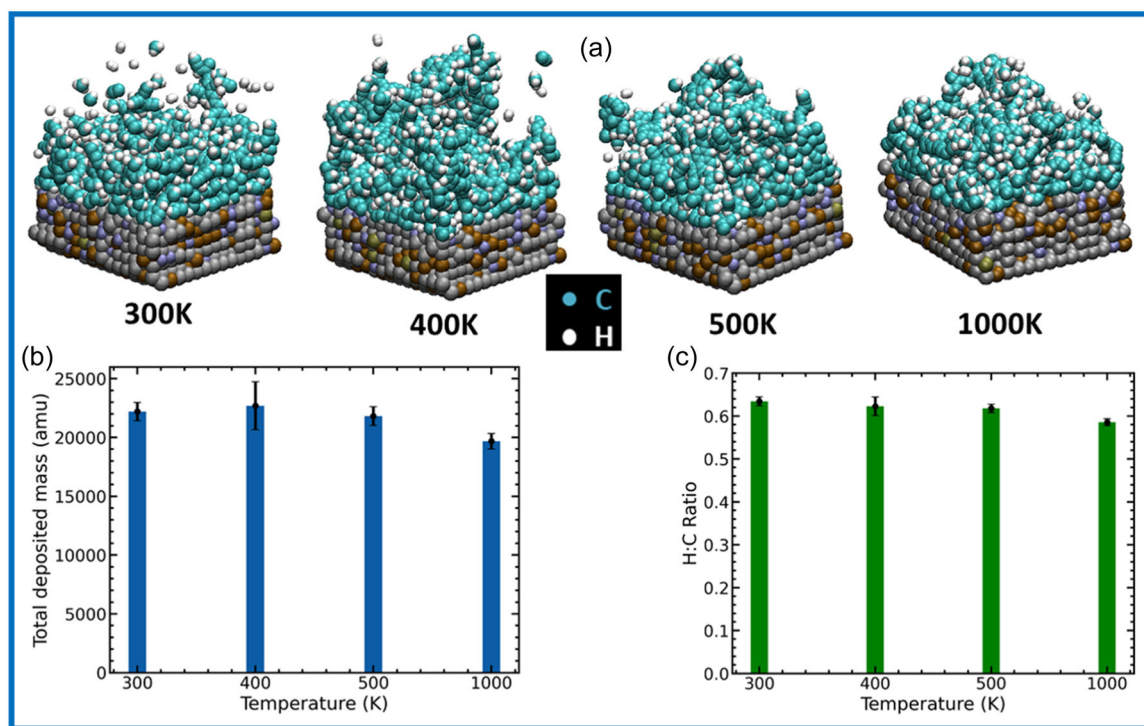 (a)
300K
400K
500K
1000K
C
H
(b)
Total deposited mass (amu)
25000
20000
15000
10000
5000
0
300
400
500
1000
Temperature (K)
(c)
H:C Ratio
0.7
0.6
0.5
0.4
0.3
0.2
0.1
0.0
300
400
500
1000
Temperature (K)